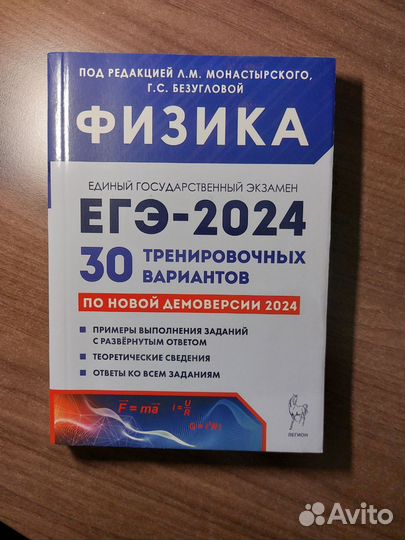 ПОД РЕДАКЦИЕЙ Л.М. МОНАСТЫРСКОГО,
Г.С. БЕЗУГЛОВОЙ
ФИЗИКА
ЕДИНЫЙ ГОСУДАРСТВЕННЫЙ ЭКЗАМЕН
ЕГЭ-2024
30 ТРЕНИРОВОЧНЫХ
ВАРИАНТОВ
ПО НОВОЙ ДЕМОВЕРСИИ 2024
ПРИМЕРЫ ВЫПОЛНЕНИЯ ЗАДАНИЙ
С РАЗВЁРНУТЫМ ОТВЕТОМ
ТЕОРЕТИЧЕСКИЕ СВЕДЕНИЯ
ОТВЕТЫ КО ВСЕМ ЗАДАНИЯМ
F = ma I = U/R
ЛЕГИОН
Avito